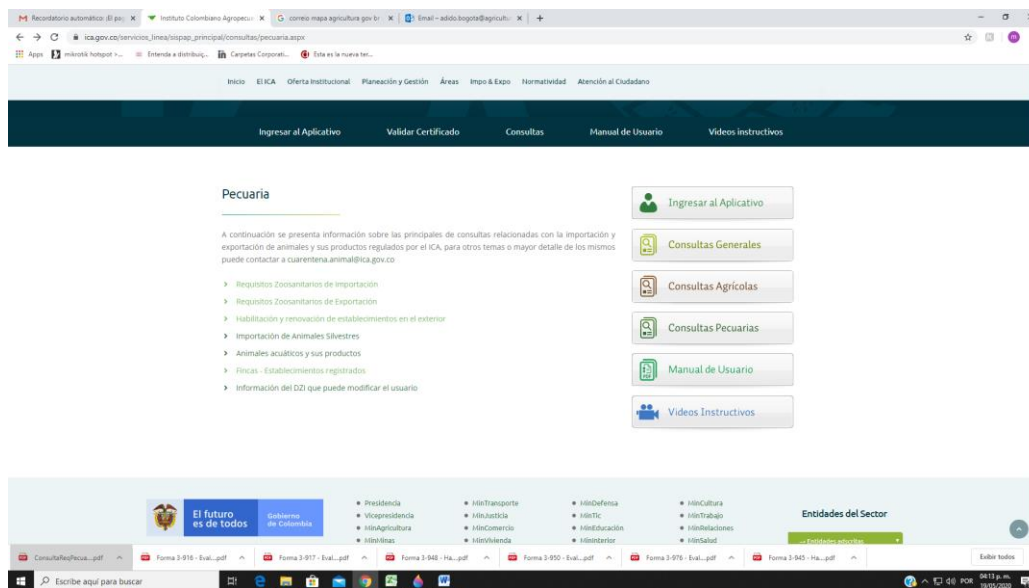 Recordatorio automático: (El pag
Instituto Colombiano Agropecua
correio mapa agricultura gov br
Email – adido.bogota@agricultu
ica.gov.co/servicios_linea/sispap_principal/consultas/pecuaria.aspx
Apps
mikrotik hotspot >...
Entenda a distribuiç...
Carpetas Corporati...
Esta es la nueva ter...
Inicio El ICA Oferta Institucional Planeación y Gestión Áreas Impo & Expo Normatividad Atención al Ciudadano
Ingresar al Aplicativo Validar Certificado Consultas Manual de Usuario Videos instructivos
Pecuaria
A continuación se presenta información sobre las principales de consultas relacionadas con la importación y
exportación de animales y sus productos regulados por el ICA, para otros temas o mayor detalle de los mismos
puede contactar a cuarentena.animal@ica.gov.co
Requisitos Zoosanitarios de Importación
Requisitos Zoosanitarios de Exportación
Habilitación y renovación de establecimientos en el exterior
Importación de Animales Silvestres
Animales acuáticos y sus productos
Fincas - Establecimientos registrados
Información del DZI que puede modificar el usuario
Ingresar al Aplicativo
Consultas Generales
Consultas Agrícolas
Consultas Pecuarias
Manual de Usuario
Videos Instructivos
El futuro
es de todos
Gobierno
de Colombia
Presidencia
Vicepresidencia
MinAgricultura
MinMinas
MinTransporte
MinJusticia
MinComercio
MinVivienda
MinDefensa
MinTic
MinEducación
MinInterior
MinCultura
MinTrabajo
MinRelaciones
MinSalud
Entidades del Sector
-- Entidades adscritas
ConsultaReqPecua....pdf
Forma 3-916 - Eval....pdf
Forma 3-917 - Eval....pdf
Forma 3-948 - Ha....pdf
Forma 3-950 - Eval....pdf
Forma 3-976 - Eval....pdf
Forma 3-945 - Ha....pdf
Exibir todos
Escribe aquí para buscar
POR
04:13 p. m.
19/05/2020